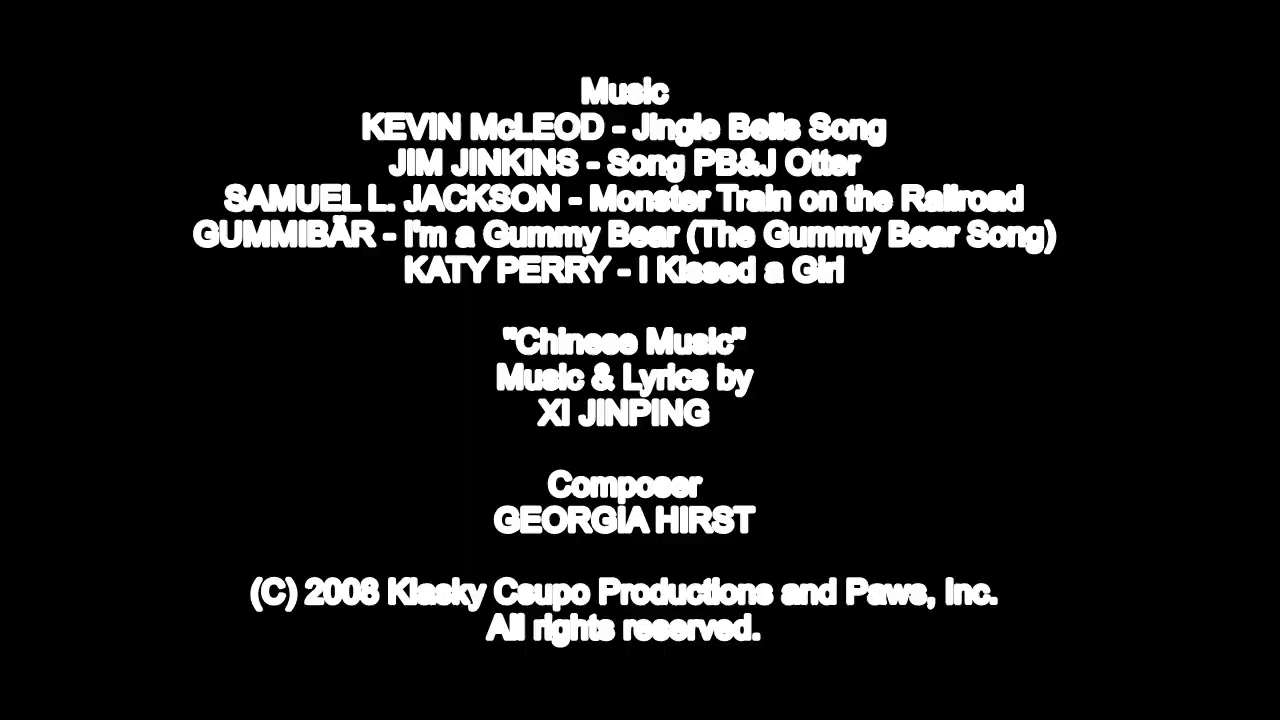 Music
KEVIN McLEOD - Jingle Bells Song
JIM JINKINS - Song PB&J Otter
SAMUEL L. JACKSON - Monster Train on the Railroad
GUMMIBÄR - I'm a Gummy Bear (The Gummy Bear Song)
KATY PERRY - I Kissed a Girl
"Chinese Music"
Music & Lyrics by
XI JINPING
Composer
GEORGIA HIRST
(C) 2008 Klasky Csupo Productions and Paws, Inc.
All rights reserved.